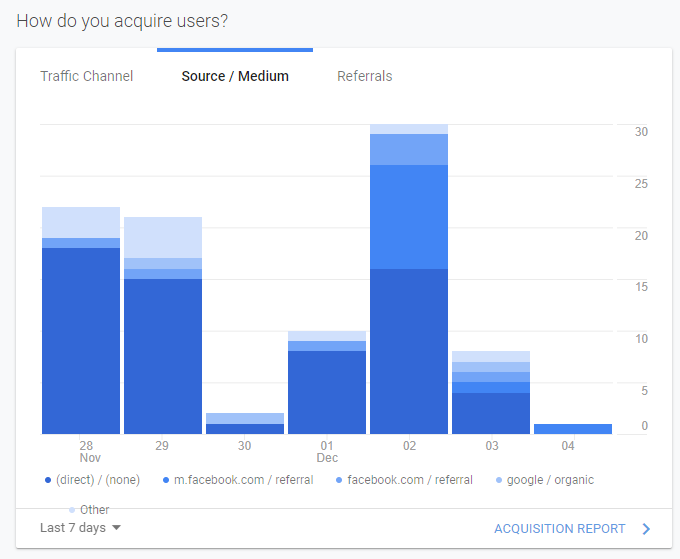 How do you acquire users?
Traffic Channel Source / Medium Referrals
30
25
20
15
10
5
0
28 29 30 01 02 03 04
Nov Dec
(direct) / (none) m.facebook.com / referral facebook.com / referral google / organic
Other
Last 7 days ACQUISITION REPORT